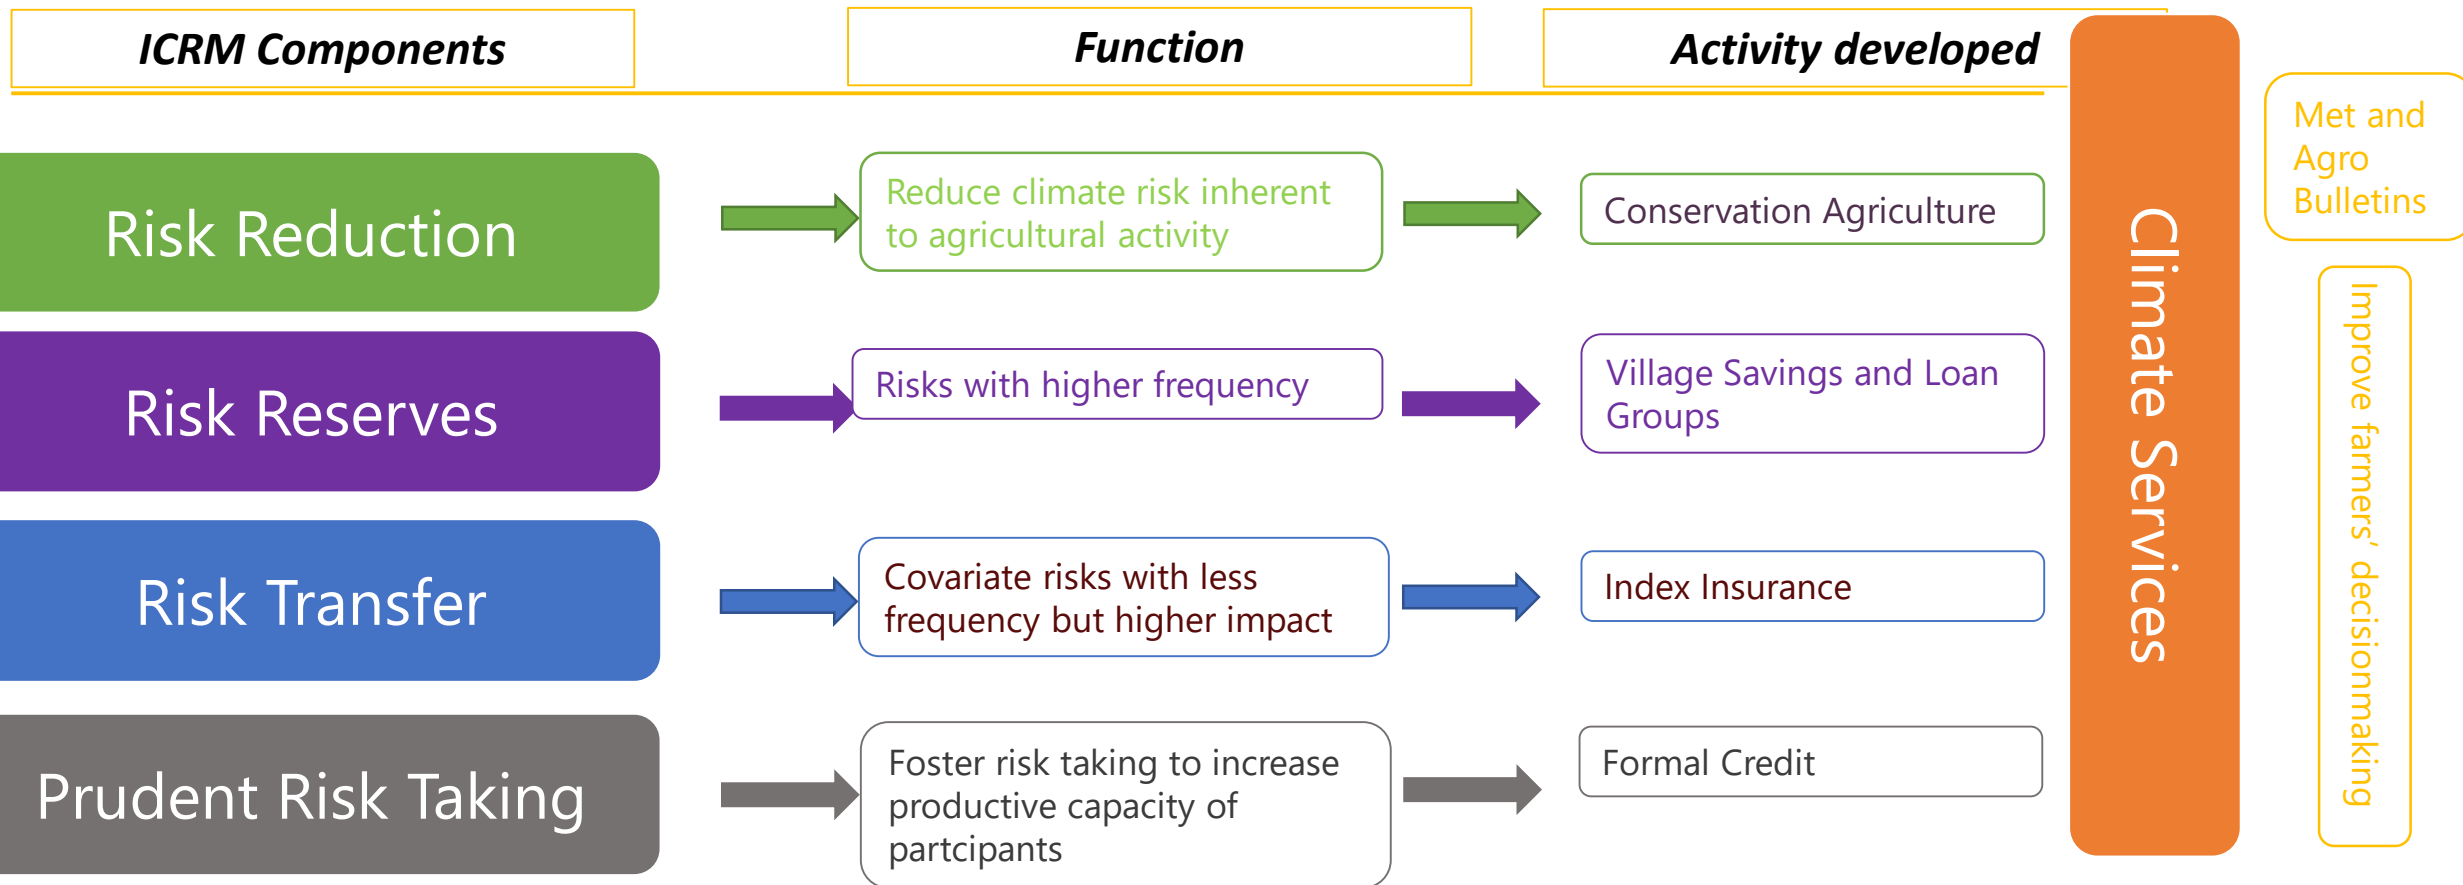 ICRM Components
Function
Activity developed
Risk Reduction
Reduce climate risk inherent
to agricultural activity
Conservation Agriculture
Risk Reserves
Risks with higher frequency
Village Savings and Loan
Groups
Risk Transfer
Covariate risks with less
frequency but higher impact
Index Insurance
Prudent Risk Taking
Foster risk taking to increase
productive capacity of
partcipants
Formal Credit
Climate Services
Met and
Agro
Bulletins
Improve farmers’ decisionmaking